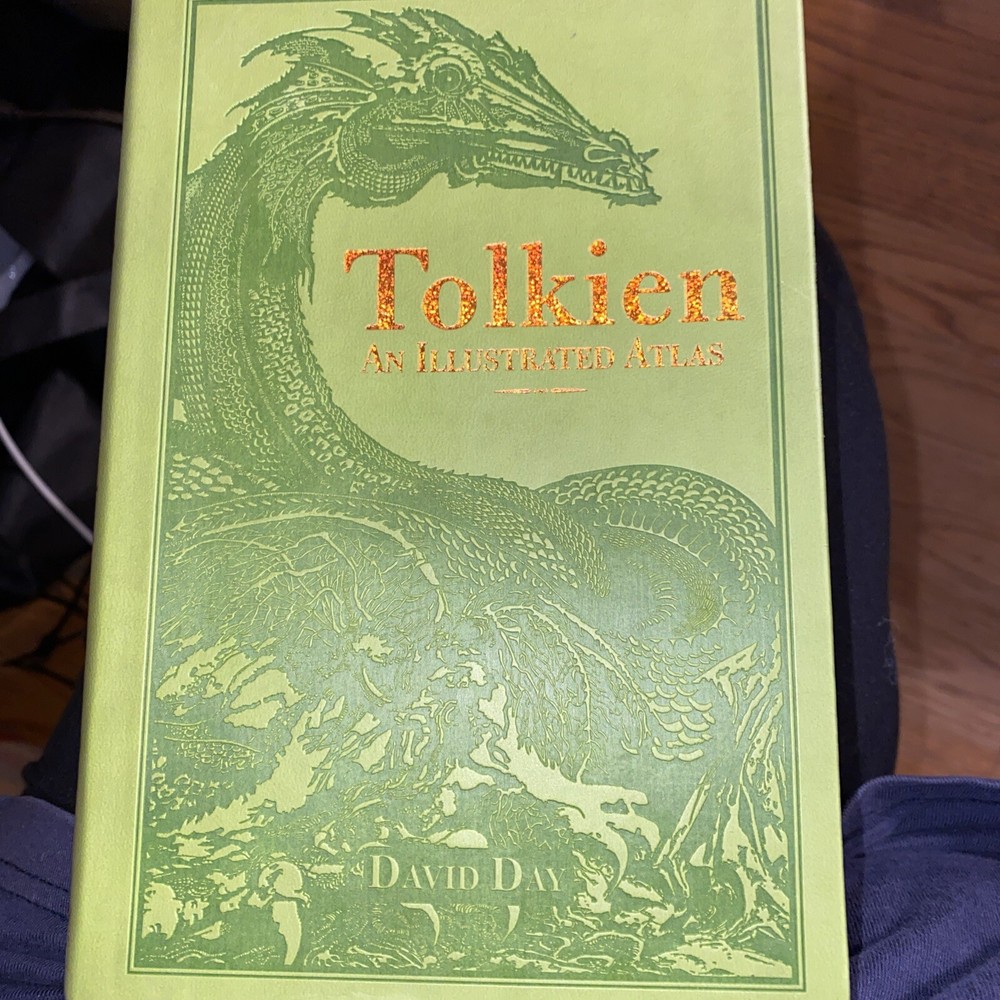 Tolkien
AN ILLUSTRATED ATLAS
DAVID DAY